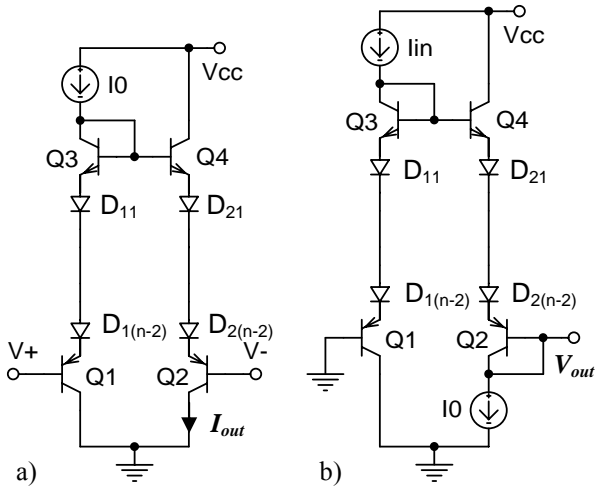 Vcc
I0
Q3
Q4
D11
D21
D1(n-2)
D2(n-2)
V+
V-
Q1
Q2
Iout
a)
Vcc
Iin
Q3
Q4
D11
D21
D1(n-2)
D2(n-2)
Q1
Q2
Vout
I0
b)